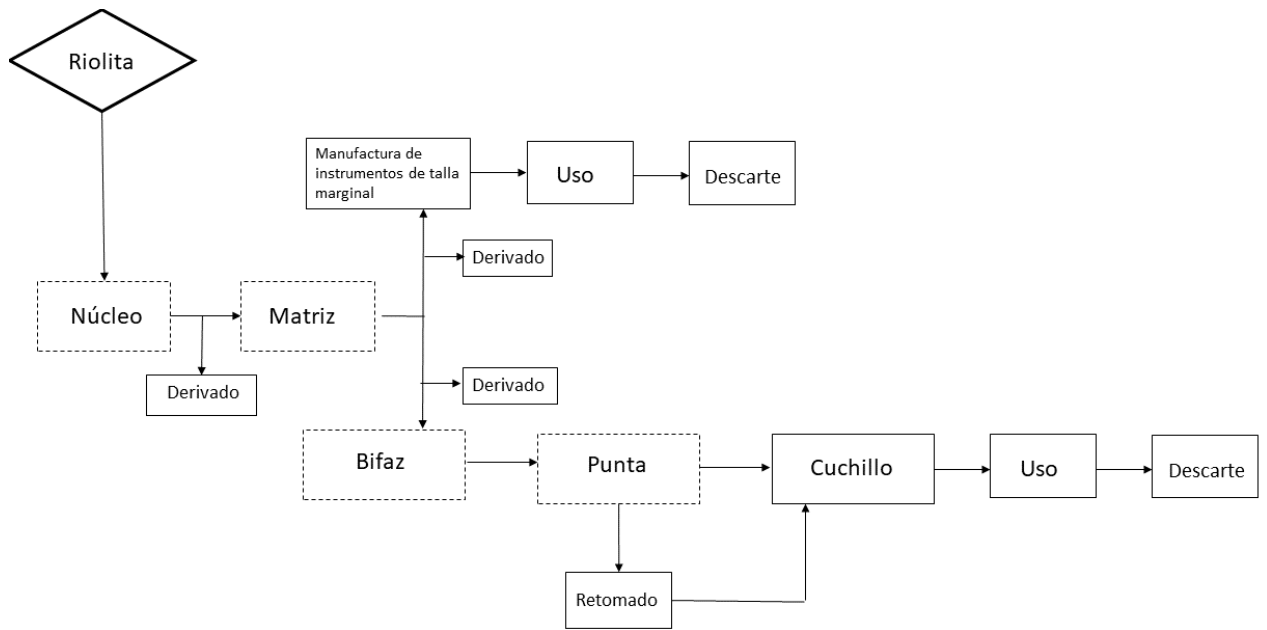 Riolita
Manufactura de
instrumentos de talla
marginal
Uso
Descarte
Derivado
Núcleo
Matriz
Derivado
Derivado
Bifaz
Punta
Cuchillo
Uso
Descarte
Retomado